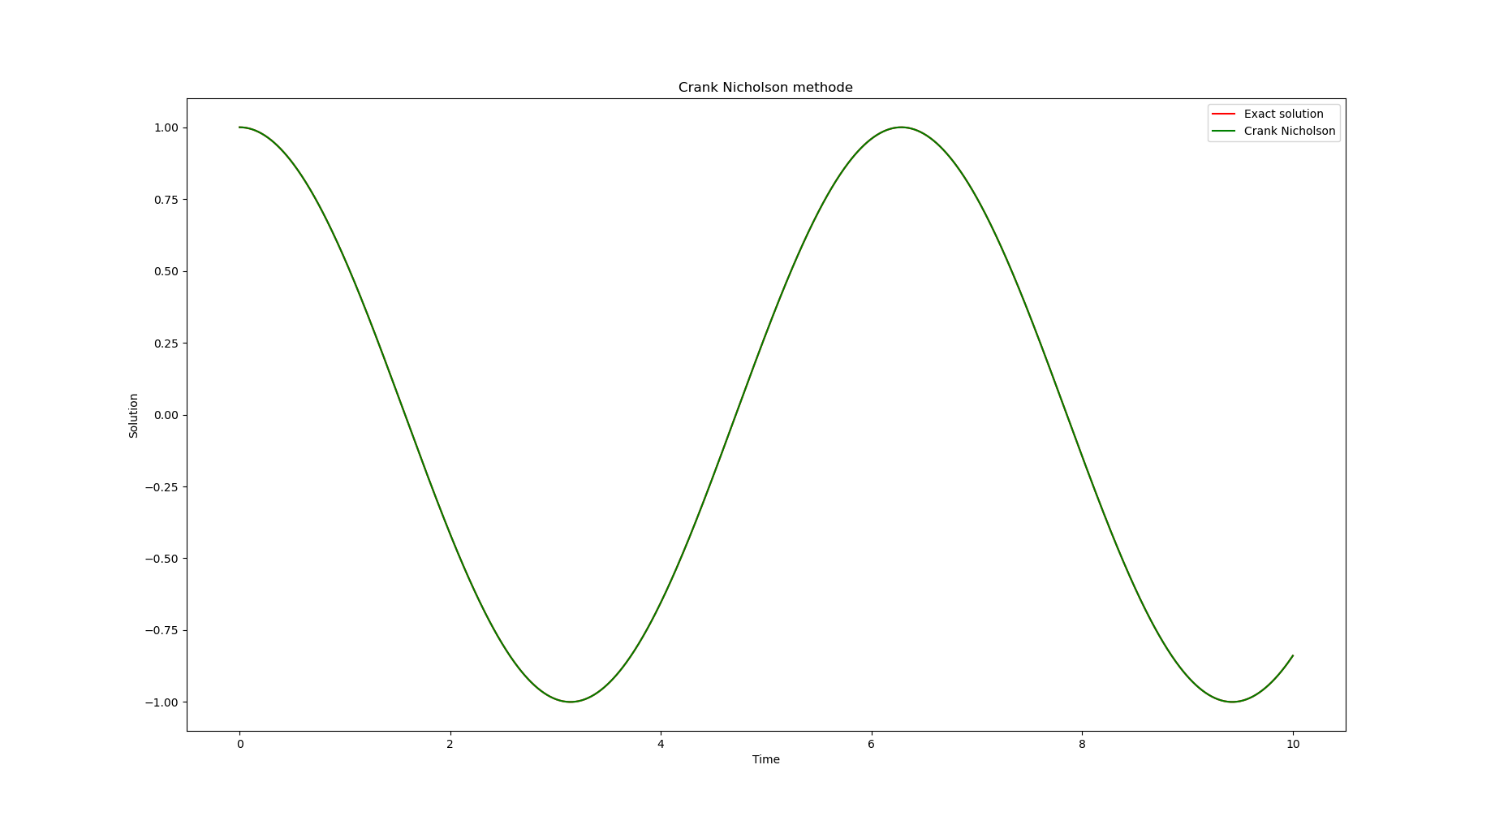 Crank Nicholson methode
Exact solution
Crank Nicholson
1.00
0.75
0.50
0.25
0.00
−0.25
−0.50
−0.75
−1.00
Solution
0 2 4 6 8 10
Time